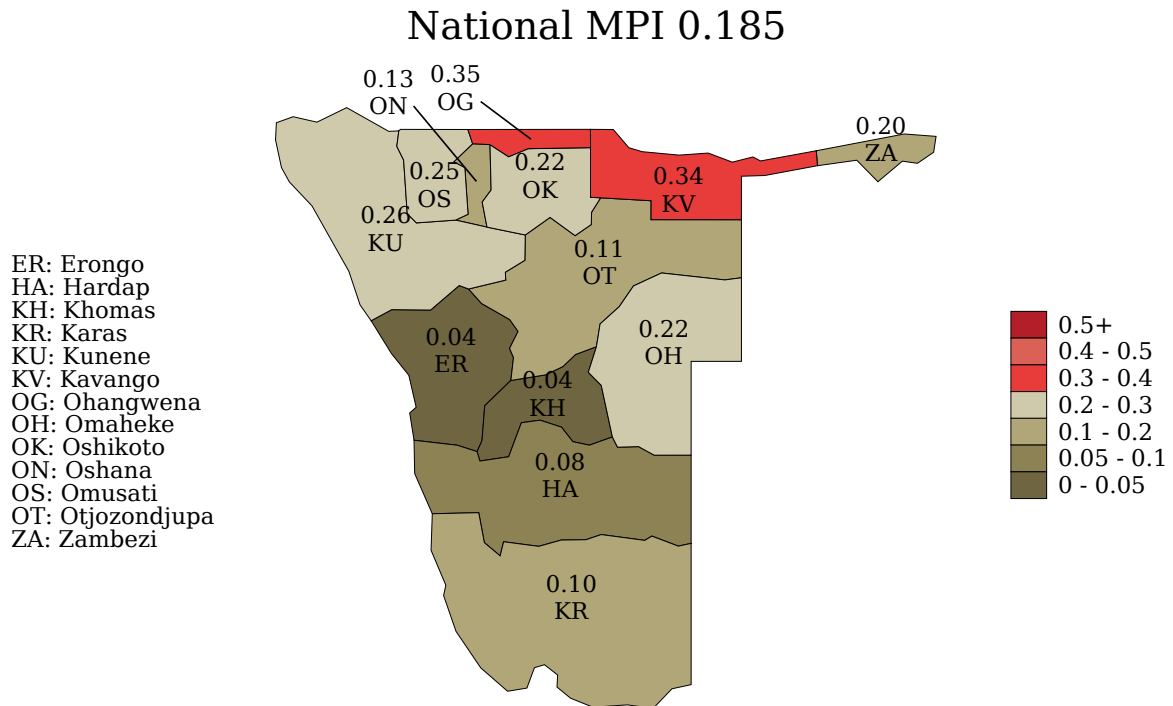 National MPI 0.185
0.13
ON
0.35
OG
0.20
ZA
0.25
OS
0.22
OK
0.34
KV
0.26
KU
0.11
OT
0.04
ER
0.22
OH
0.04
KH
0.08
HA
0.10
KR
ER: Erongo
HA: Hardap
KH: Khomas
KR: Karas
KU: Kunene
KV: Kavango
OG: Ohangwena
OH: Omaheke
OK: Oshikoto
ON: Oshana
OS: Omusati
OT: Otjozondjupa
ZA: Zambezi
0.5+
0.4 - 0.5
0.3 - 0.4
0.2 - 0.3
0.1 - 0.2
0.05 - 0.1
0 - 0.05